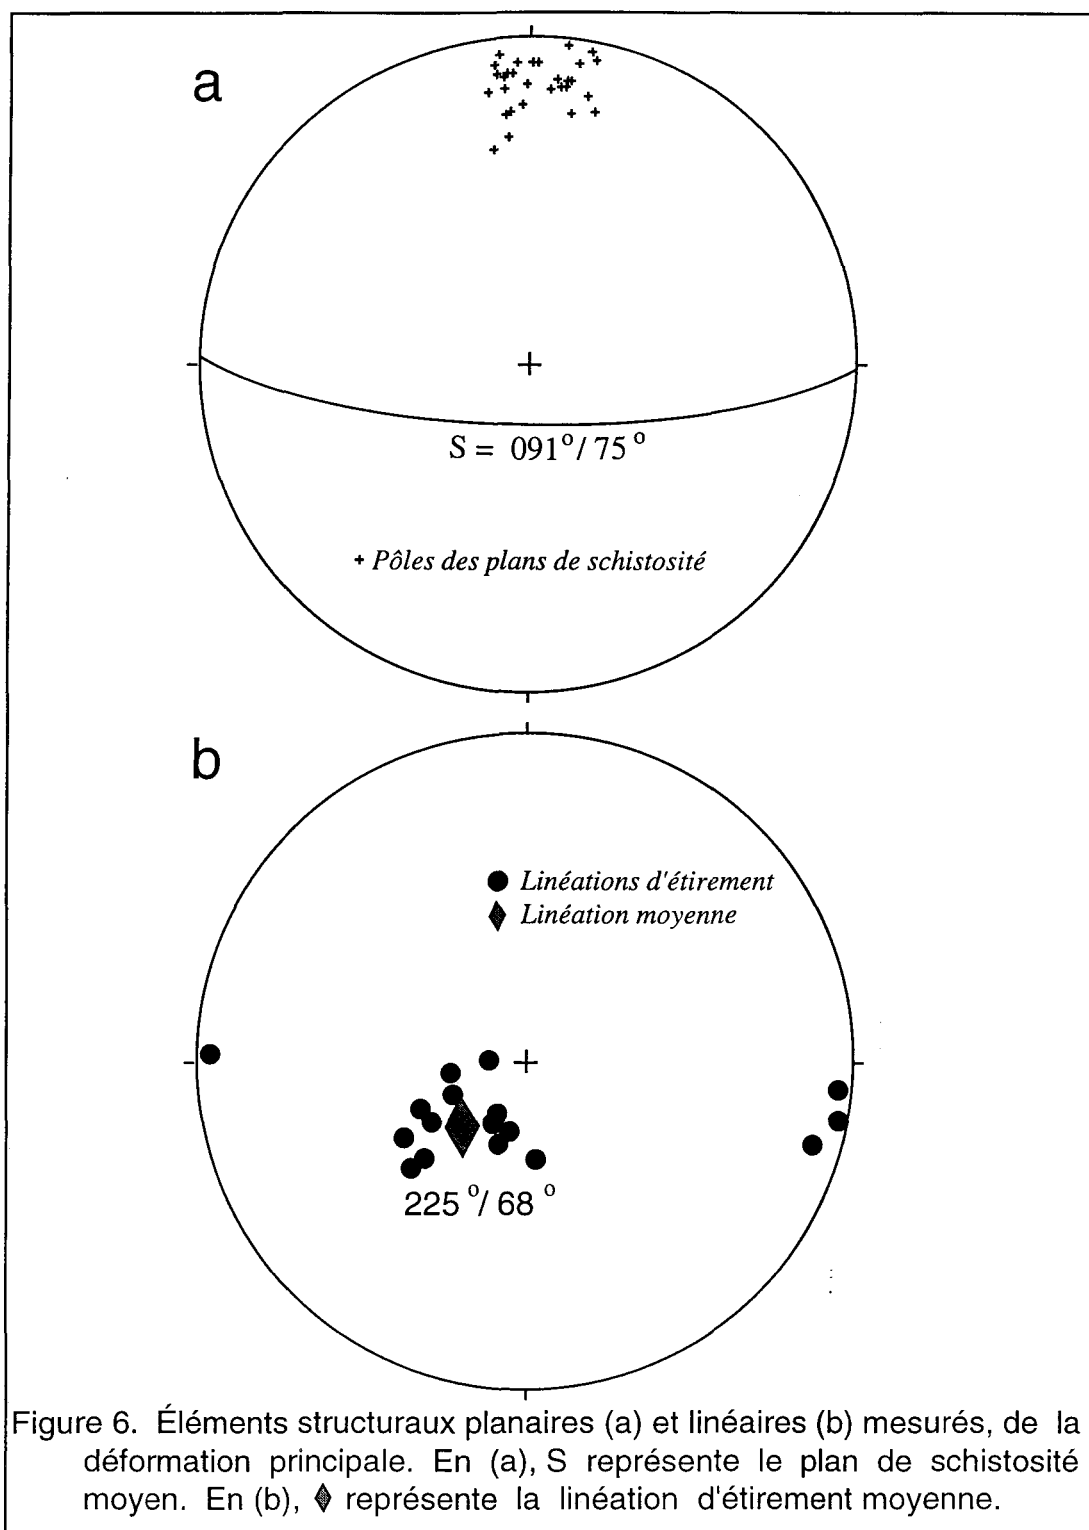 a
S = 091°/ 75 °
+ Pôles des plans de schistosité
b
Linéations d'étirement
Linéation moyenne
225 °/ 68 °
Figure 6. Éléments structuraux planaires (a) et linéaires (b) mesurés, de la
déformation principale. En (a), S représente le plan de schistosité
moyen. En (b), ♦ représente la linéation d'étirement moyenne.